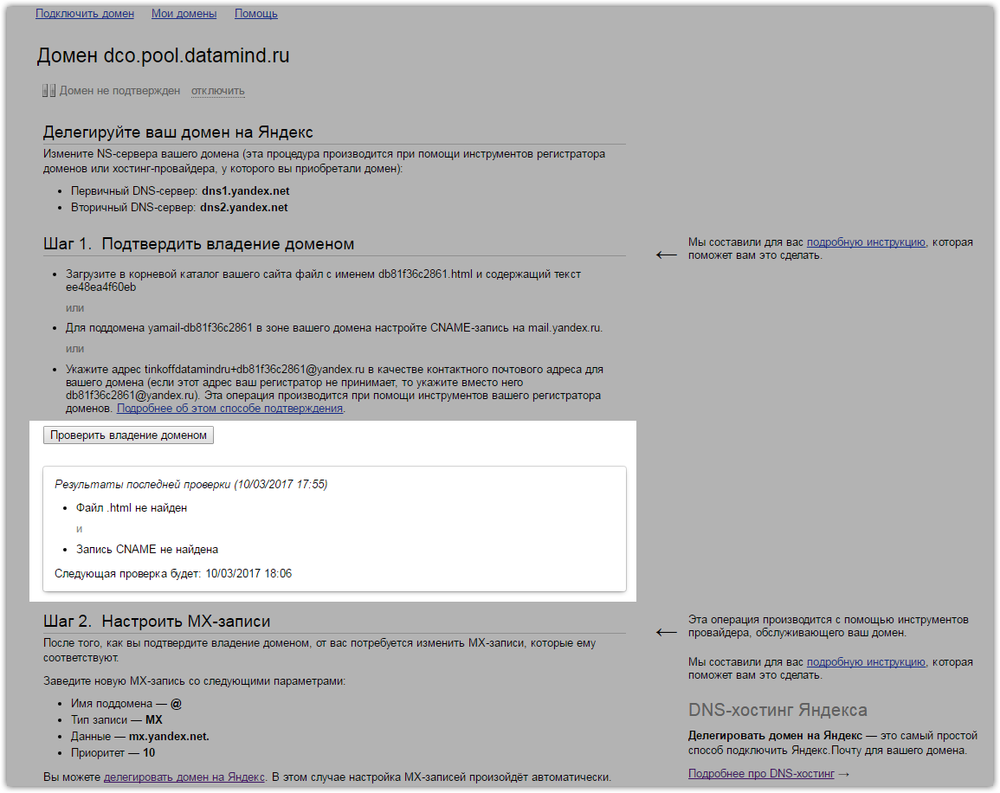 Подключить домен Мои домены Помощь
Домен dco.pool.datamind.ru
Домен не подтвержден отключить
Делегируйте ваш домен на Яндекс
Измените NS-сервера вашего домена (эта процедура производится при помощи инструментов регистратора
доменов или хостинг-провайдера, у которого вы приобретали домен):
• Первичный DNS-сервер: dns1.yandex.net
• Вторичный DNS-сервер: dns2.yandex.net
Шаг 1. Подтвердить владение доменом
Мы составили для вас подробную инструкцию, которая
поможет вам это сделать.
• Загрузите в корневой каталог вашего сайта файл с именем db81f36c2861.html и содержащий текст
ee48ea4f60eb
или
• Для поддомена yamail-db81f36c2861 в зоне вашего домена настройте CNAME-запись на mail.yandex.ru.
или
• Укажите адрес tinkoffdatamindru+db81f36c2861@yandex.ru в качестве контактного почтового адреса для
вашего домена (если этот адрес ваш регистратор не принимает, то укажите вместо него
db81f36c2861@yandex.ru). Эта операция производится при помощи инструментов вашего регистратора
доменов. Подробнее об этом способе подтверждения.
Проверить владение доменом
Результаты последней проверки (10/03/2017 17:55)
• Файл .html не найден
и
• Запись CNAME не найдена
Следующая проверка будет: 10/03/2017 18:06
Шаг 2. Настроить MX-записи
После того, как вы подтвердите владение доменом, от вас потребуется изменить MX-записи, которые ему
соответствуют.
Заведите новую MX-запись со следующими параметрами:
• Имя поддомена — @
• Тип записи — MX
• Данные — mx.yandex.net.
• Приоритет — 10
Вы можете делегировать домен на Яндекс. В этом случае настройка MX-записей произойдёт автоматически.
Эта операция производится с помощью инструментов
провайдера, обслуживающего ваш домен.
Мы составили для вас подробную инструкцию, которая
поможет вам это сделать.
DNS-хостинг Яндекса
Делегировать домен на Яндекс — это самый простой
способ подключить Яндекс.Почту для вашего домена.
Подробнее про DNS-хостинг →